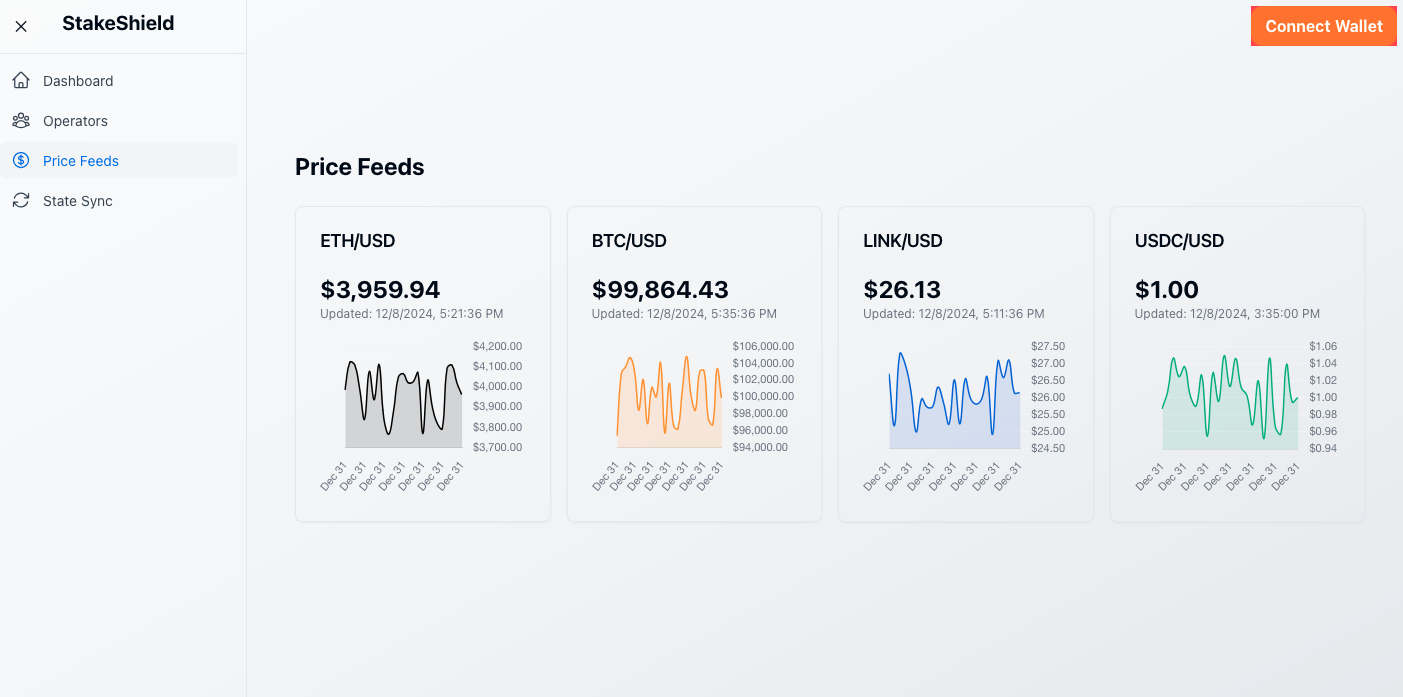 StakeShield
Connect Wallet
Dashboard
Operators
Price Feeds
State Sync
Price Feeds
ETH/USD
$3,959.94
Updated: 12/8/2024, 5:21:36 PM
$4,200.00
$4,100.00
$4,000.00
$3,900.00
$3,800.00
$3,700.00
Dec 31 Dec 31 Dec 31 Dec 31 Dec 31 Dec 31 Dec 31
BTC/USD
$99,864.43
Updated: 12/8/2024, 5:35:36 PM
$106,000.00
$104,000.00
$102,000.00
$100,000.00
$98,000.00
$96,000.00
$94,000.00
Dec 31 Dec 31 Dec 31 Dec 31 Dec 31 Dec 31 Dec 31
LINK/USD
$26.13
Updated: 12/8/2024, 5:11:36 PM
$27.50
$27.00
$26.50
$26.00
$25.50
$25.00
$24.50
Dec 31 Dec 31 Dec 31 Dec 31 Dec 31 Dec 31 Dec 31
USDC/USD
$1.00
Updated: 12/8/2024, 3:35:00 PM
$1.06
$1.04
$1.02
$1.00
$0.98
$0.96
$0.94
Dec 31 Dec 31 Dec 31 Dec 31 Dec 31 Dec 31 Dec 31